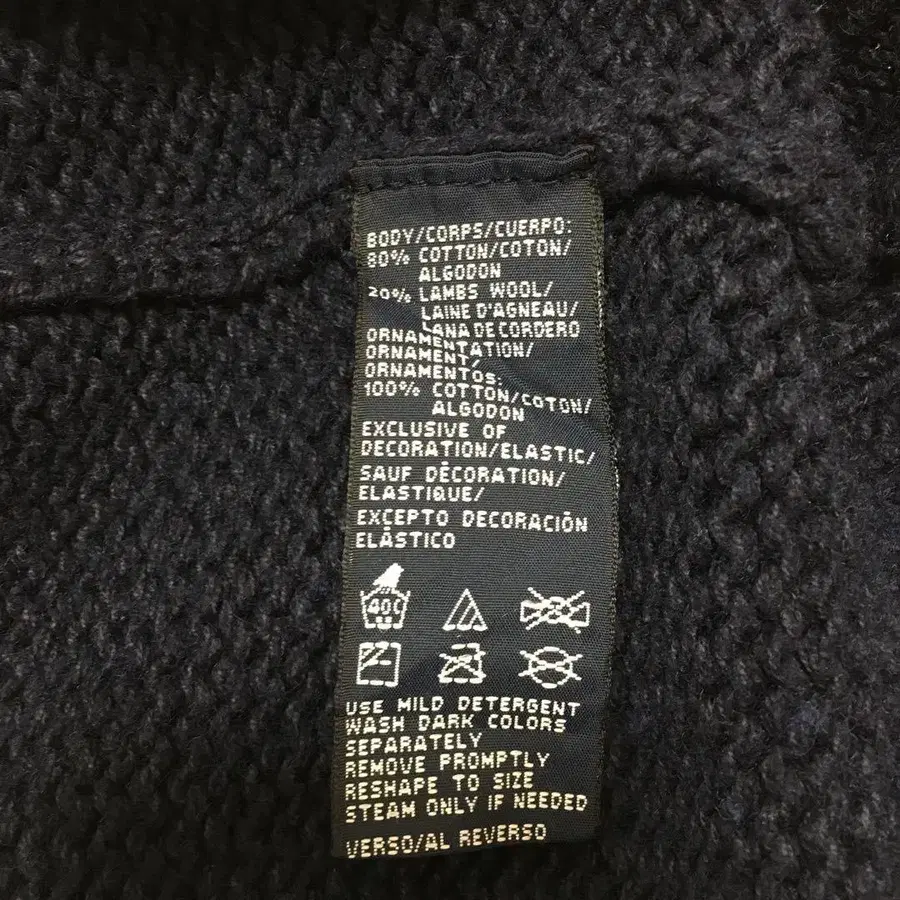 BODY/CORPS/CUERPO:
80% COTTON/COTON/
ALGODON
20% LAMBS WOOL/
LAINE D'AGNEAU/
LANA DE CORDERO
ORNAMENTATION/
ORNAMENT/
ORNAMENTOS:
100% COTTON/COTON/
ALGODON
EXCLUSIVE OF
DECORATION/ELASTIC/
SAUF DÉCORATION/
ELASTIQUE/
EXCEPTO DECORACIÓN
ELÁSTICO
40C
USE MILD DETERGENT
WASH DARK COLORS
SEPARATELY
REMOVE PROMPTLY
RESHAPE TO SIZE
STEAM ONLY IF NEEDED
VERSO/AL REVERSO